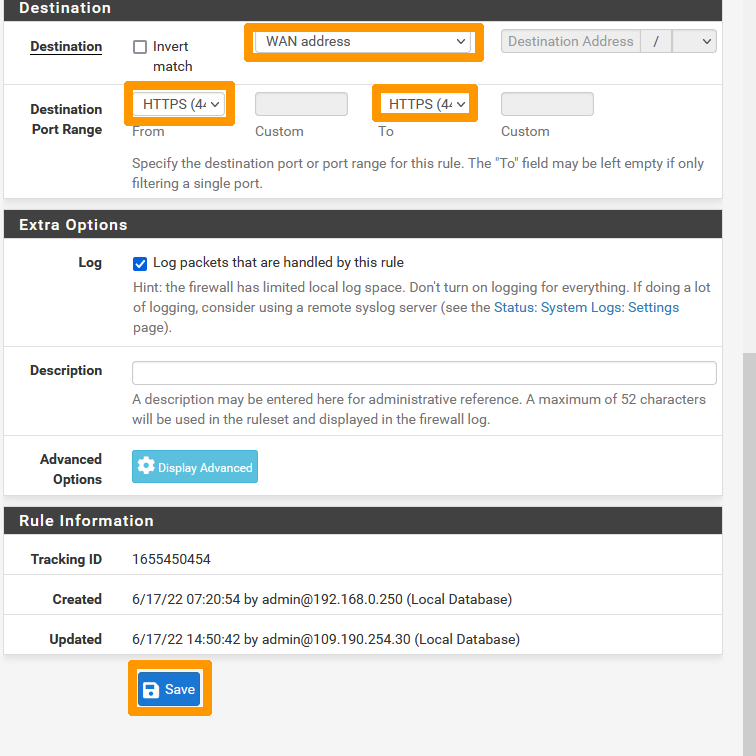 Destination
Destination
Invert match
WAN address
Destination Address
/
Destination Port Range
HTTPS (44
HTTPS (44
From
Custom
To
Custom
Specify the destination port or port range for this rule. The "To" field may be left empty if only
filtering a single port.
Extra Options
Log
Log packets that are handled by this rule
Hint: the firewall has limited local log space. Don't turn on logging for everything. If doing a lot
of logging, consider using a remote syslog server (see the Status: System Logs: Settings
page).
Description
A description may be entered here for administrative reference. A maximum of 52 characters
will be used in the ruleset and displayed in the firewall log.
Advanced Options
Display Advanced
Rule Information
Tracking ID
1655450454
Created
6/17/22 07:20:54 by admin@192.168.0.250 (Local Database)
Updated
6/17/22 14:50:42 by admin@109.190.254.30 (Local Database)
Save